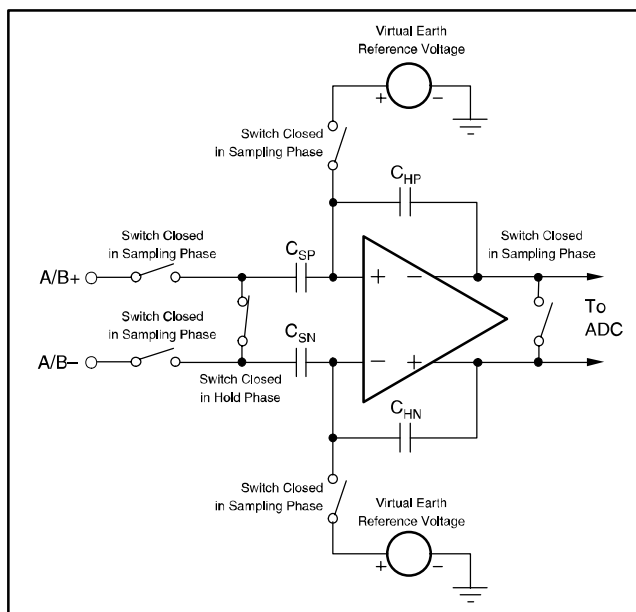 Virtual Earth
Reference Voltage
+
−
Switch Closed
in Sampling Phase
C_HP
Switch Closed
in Sampling Phase
C_SP
Switch Closed
in Sampling Phase
A/B+
+
−
Switch Closed
in Sampling Phase
C_SN
To
ADC
A/B−
−
+
Switch Closed
in Hold Phase
C_HN
Switch Closed
in Sampling Phase
Virtual Earth
Reference Voltage
+
−